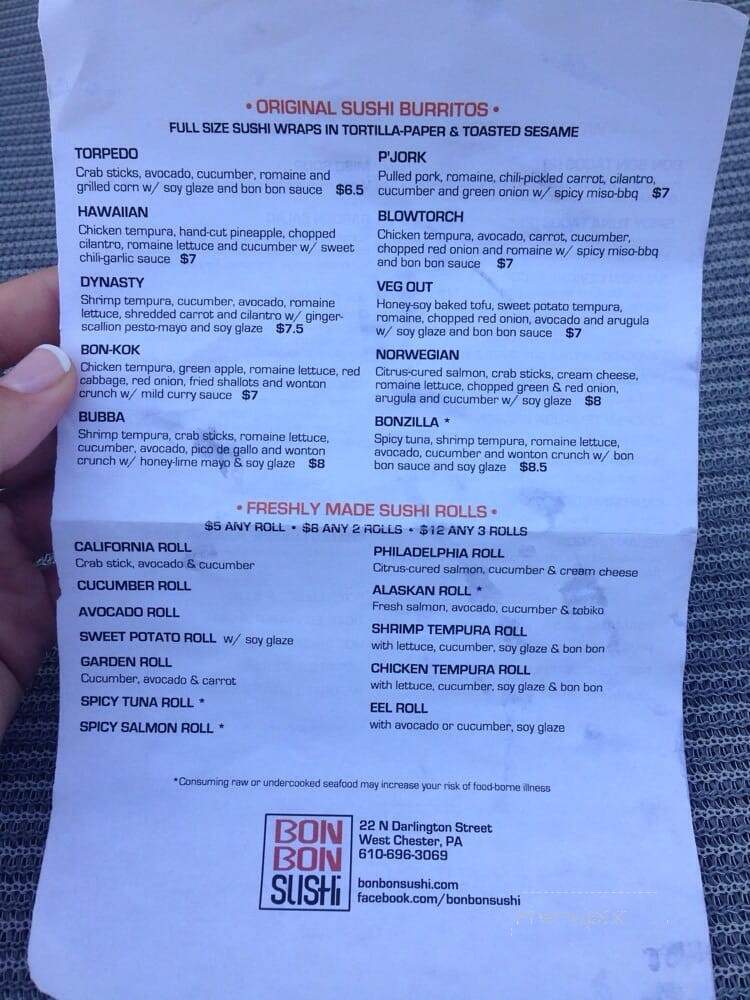 • ORIGINAL SUSHI BURRITOS •
FULL SIZE SUSHI WRAPS IN TORTILLA-PAPER & TOASTED SESAME
TORPEDO
Crab sticks, avocado, cucumber, romaine and
grilled corn w/ soy glaze and bon bon sauce $6.5
HAWAIIAN
Chicken tempura, hand-cut pineapple, chopped
cilantro, romaine lettuce and cucumber w/ sweet
chili-garlic sauce $7
DYNASTY
Shrimp tempura, cucumber, avocado, romaine
lettuce, shredded carrot and cilantro w/ ginger-
scallion pesto-mayo and soy glaze $7.5
BON-KOK
Chicken tempura, green apple, romaine lettuce, red
cabbage, red onion, fried shallots and wonton
crunch w/ mild curry sauce $7
BUBBA
Shrimp tempura, crab sticks, romaine lettuce,
cucumber, avocado, pico de gallo and wonton
crunch w/ honey-lime mayo & soy glaze $8
P'JORK
Pulled pork, romaine, chili-pickled carrot, cilantro,
cucumber and green onion w/ spicy miso-bbq $7
BLOWTORCH
Chicken tempura, avocado, carrot, cucumber,
chopped red onion and romaine w/ spicy miso-bbq
and bon bon sauce $7
VEG OUT
Honey-soy baked tofu, sweet potato tempura,
romaine, chopped red onion, avocado and arugula
w/ soy glaze and bon bon sauce $7
NORWEGIAN
Citrus-cured salmon, crab sticks, cream cheese,
romaine lettuce, chopped green & red onion,
arugula and cucumber w/ soy glaze $8
BONZILLA *
Spicy tuna, shrimp tempura, romaine lettuce,
avocado, cucumber and wonton crunch w/ bon
bon sauce and soy glaze $8.5
• FRESHLY MADE SUSHI ROLLS •
$5 ANY ROLL • $8 ANY 2 ROLLS • $12 ANY 3 ROLLS
CALIFORNIA ROLL
Crab stick, avocado & cucumber
CUCUMBER ROLL
AVOCADO ROLL
SWEET POTATO ROLL w/ soy glaze
GARDEN ROLL
Cucumber, avocado & carrot
SPICY TUNA ROLL *
SPICY SALMON ROLL *
PHILADELPHIA ROLL
Citrus-cured salmon, cucumber & cream cheese
ALASKAN ROLL *
Fresh salmon, avocado, cucumber & tobiko
SHRIMP TEMPURA ROLL
with lettuce, cucumber, soy glaze & bon bon
CHICKEN TEMPURA ROLL
with lettuce, cucumber, soy glaze & bon bon
EEL ROLL
with avocado or cucumber, soy glaze
*Consuming raw or undercooked seafood may increase your risk of food-borne illness
BON
BON
SUSHi
22 N Darlington Street
West Chester, PA
610-696-3069
bonbonsushi.com
facebook.com/bonbonsushi
menupix